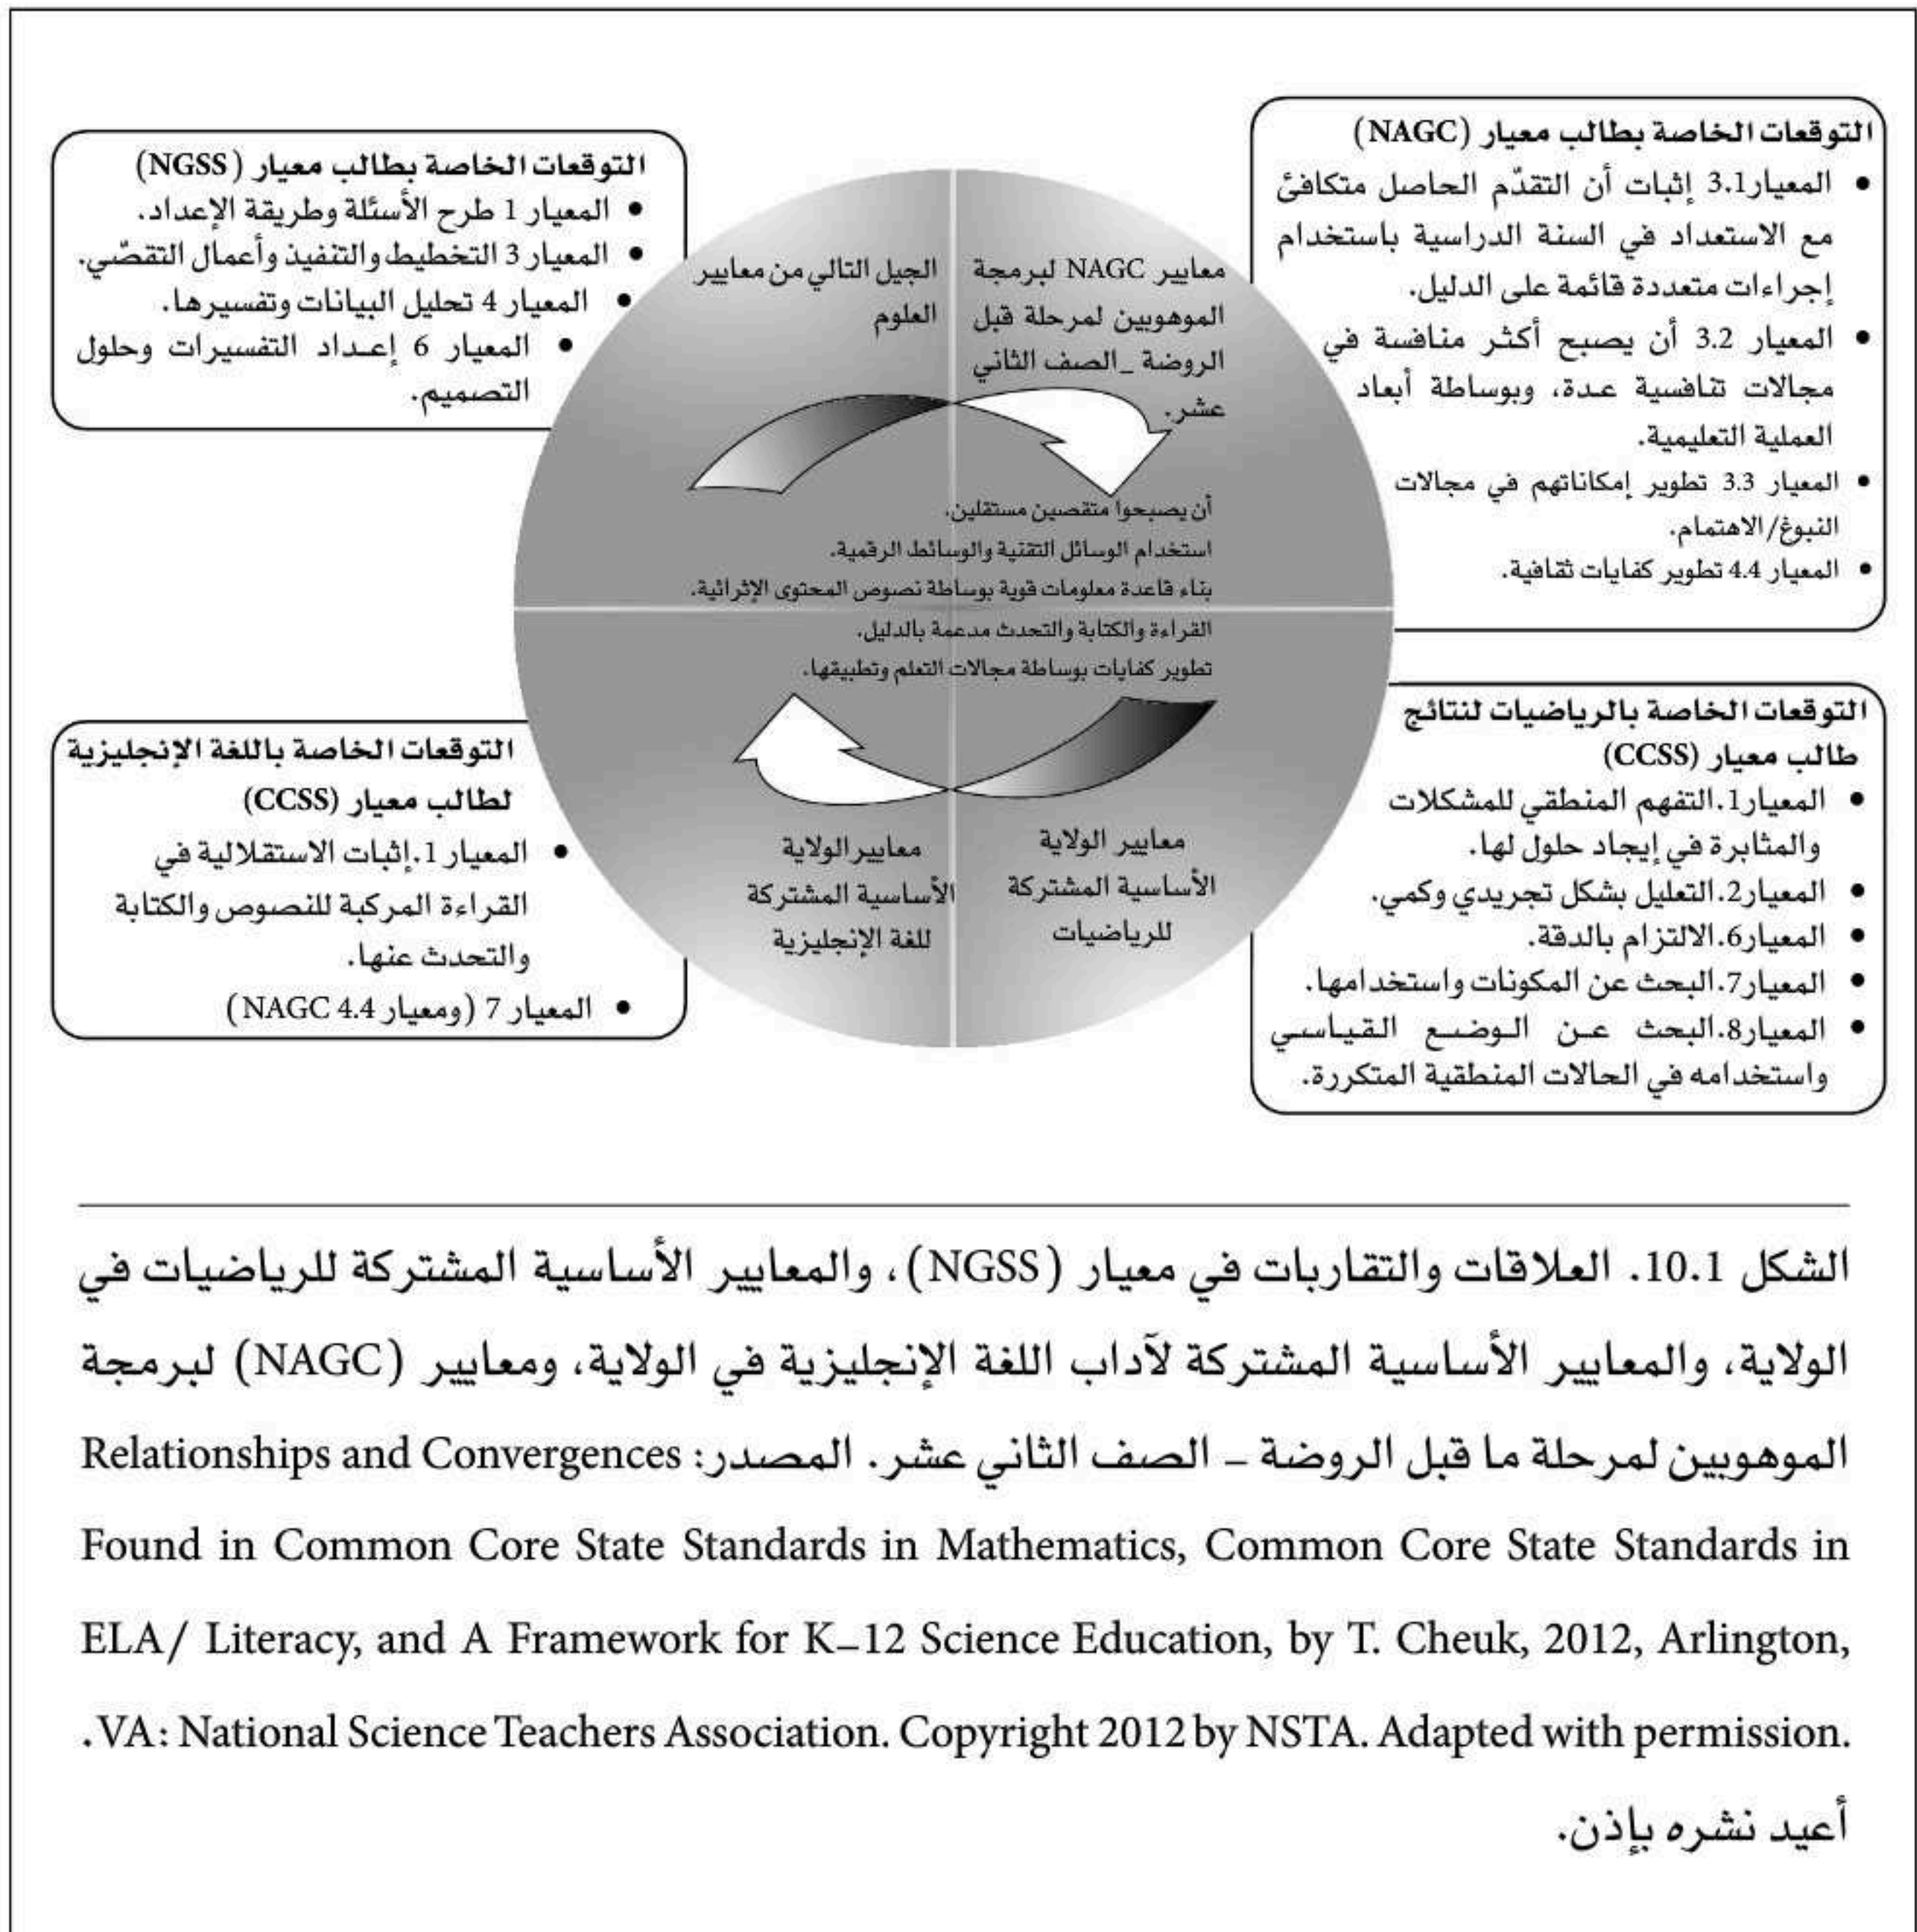 التوقعات الخاصة بطالب معيار (NAGC)
• المعيار3.1 إثبات أن التقدّم الحاصل متكافئ
مع الاستعداد في السنة الدراسية باستخدام
إجراءات متعددة قائمة على الدليل.
• المعيار 3.2 أن يصبح أكثر منافسة في
مجالات تنافسية عدة، وبوساطة أبعاد
العملية التعليمية.
• المعيار 3.3 تطوير إمكاناتهم في مجالات
النبوغ/الاهتمام.
• المعيار 4.4 تطوير كفايات ثقافية.
التوقعات الخاصة بطالب معيار (NGSS)
• المعيار 1 طرح الأسئلة وطريقة الإعداد.
• المعيار 3 التخطيط والتنفيذ وأعمال التقصّي.
• المعيار 4 تحليل البيانات وتفسيرها.
• المعيار 6 إعـداد التفسيرات وحلول
التصميم.
معايير NAGC لبرمجة
الموهوبين لمرحلة قبل
الروضة _الصف الثاني
عشر.
الجيل التالي من معايير
العلوم
أن يصبحوا متقصين مستقلين.
استخدام الوسائل التقنية والوسائط الرقمية.
بناء قاعدة معلومات قوية بوساطة نصوص المحتوى الإثرائية.
القراءة والكتابة والتحدث مدعمة بالدليل.
تطوير كفايات بوساطة مجالات التعلم وتطبيقها.
معايير الولاية
الأساسية المشتركة
للرياضيات
معايير الولاية
الأساسية المشتركة
للغة الإنجليزية
التوقعات الخاصة بالرياضيات لنتائج
طالب معيار (CCSS)
• المعيار1.التفهم المنطقي للمشكلات
والمثابرة في إيجاد حلول لها.
• المعيار2.التعليل بشكل تجريدي وكمي.
• المعيار6.الالتزام بالدقة.
• المعيار7.البحث عن المكونات واستخدامها.
• المعيار8.البحث عـن الـوضـع القـياسـي
واستخدامه في الحالات المنطقية المتكررة.
التوقعات الخاصة باللغة الإنجليزية
لطالب معيار (CCSS)
• المعيار 1.إثبات الاستقلالية في
القراءة المركبة للنصوص والكتابة
والتحدث عنها.
• المعيار 7 (ومعيار NAGC 4.4)
الشكل 10.1. العلاقات والتقاربات في معيار (NGSS)، والمعايير الأساسية المشتركة للرياضيات في
الولاية، والمعايير الأساسية المشتركة لآداب اللغة الإنجليزية في الولاية، ومعايير (NAGC) لبرمجة
الموهوبين لمرحلة ما قبل الروضة – الصف الثاني عشر. المصدر: Relationships and Convergences
Found in Common Core State Standards in Mathematics, Common Core State Standards in
ELA/ Literacy, and A Framework for K–12 Science Education, by T. Cheuk, 2012, Arlington,
.VA: National Science Teachers Association. Copyright 2012 by NSTA. Adapted with permission.
أعيد نشره بإذن.